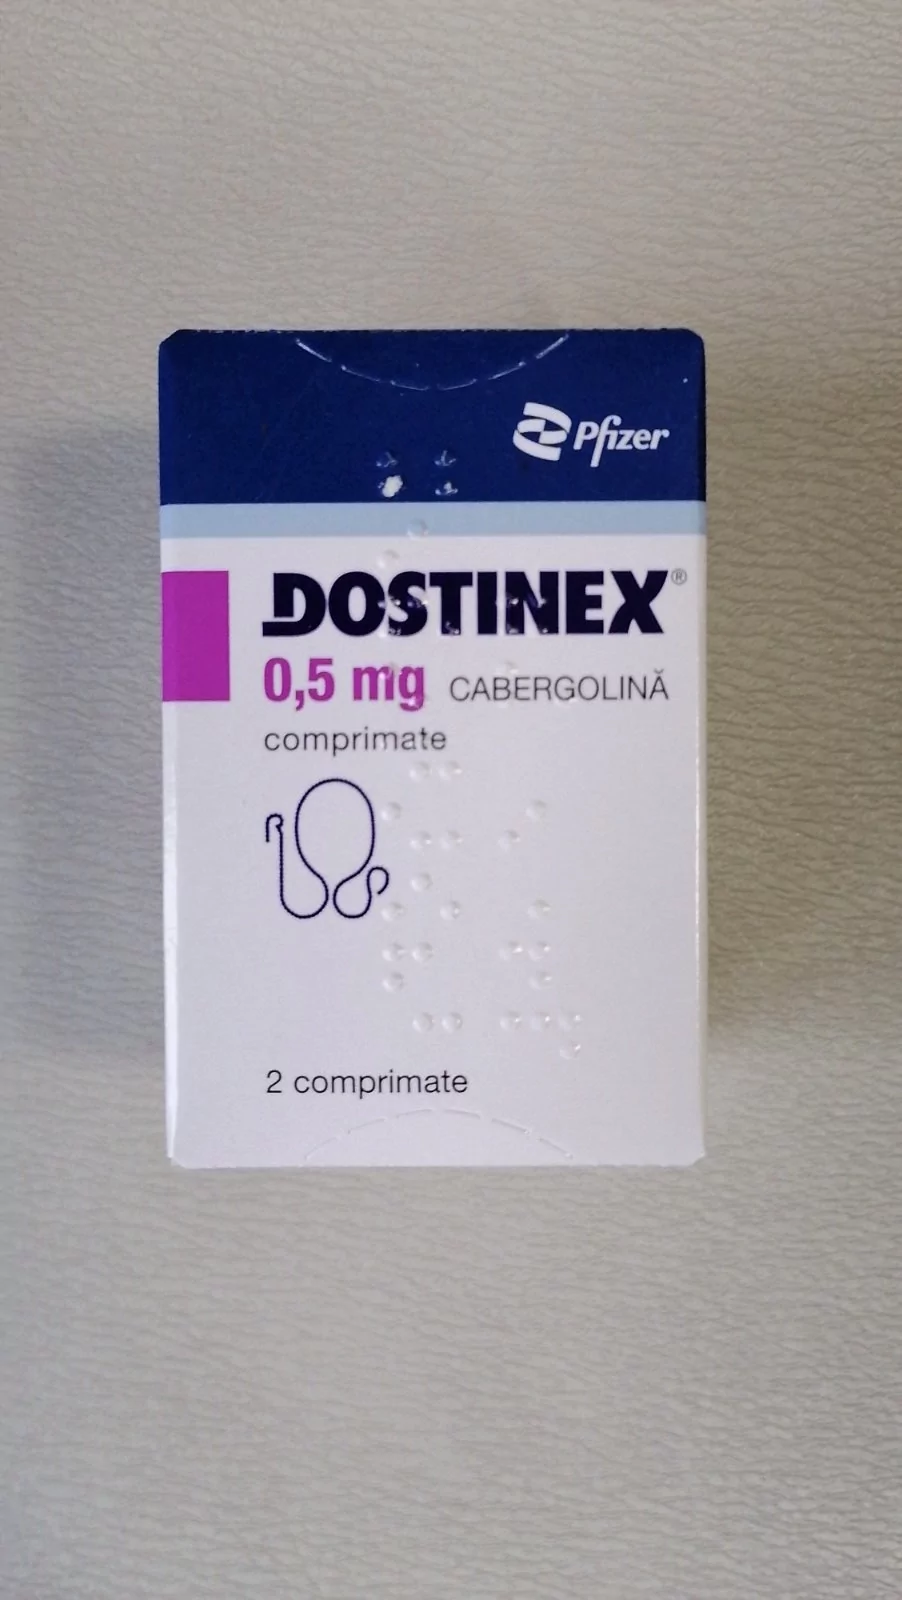 Pfizer
DOSTINEX®
0,5 mg CABERGOLINĂ
comprimate
2 comprimate